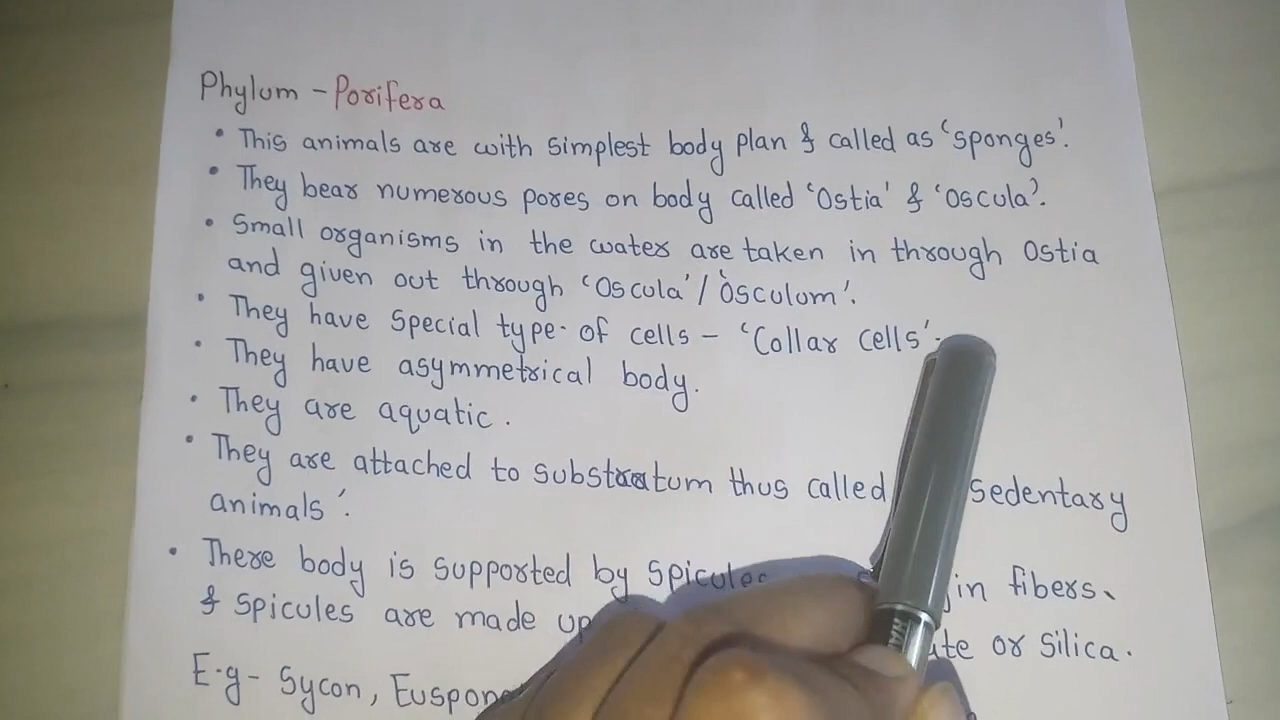 Phylum - Porifera
• This animals are with simplest body plan & called as 'sponges'.
• They bear numerous pores on body called 'Ostia' & 'Oscula'.
• Small organisms in the water are taken in through Ostia
and given out through 'Oscula' / 'Osculum'.
• They have special type of cells - 'Collar cells'.
• They have asymmetrical body.
• They are aquatic.
• They are attached to substratum thus called sedentary
animals'.
• There body is supported by fibers.
& spicules are made up or silica.
E.g - Sycon,